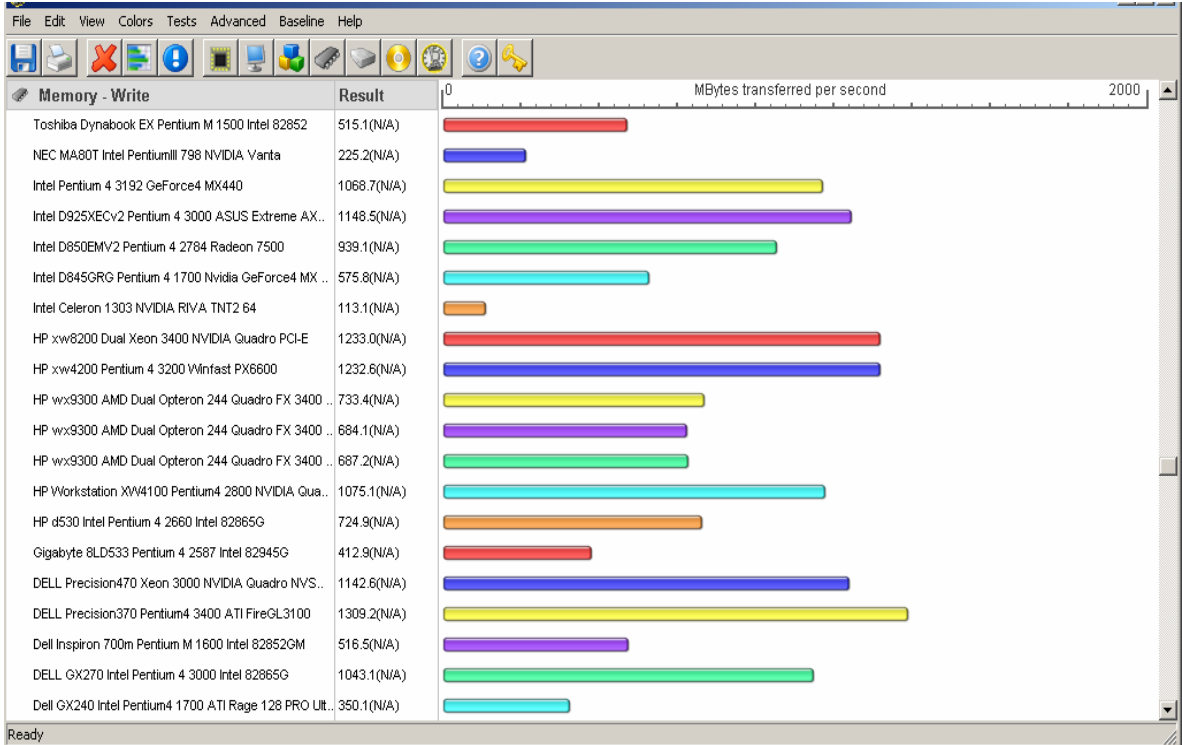 File Edit View Colors Tests Advanced Baseline Help
Memory - Write Result 0 MBytes transferred per second 2000
Toshiba Dynabook EX Pentium M 1500 Intel 82852 515.1(N/A)
NEC MA80T Intel PentiumIII 798 NVIDIA Vanta 225.2(N/A)
Intel Pentium 4 3192 GeForce4 MX440 1068.7(N/A)
Intel D925XECv2 Pentium 4 3000 ASUS Extreme AX.. 1148.5(N/A)
Intel D850EMV2 Pentium 4 2784 Radeon 7500 939.1(N/A)
Intel D845GRG Pentium 4 1700 Nvidia GeForce4 MX .. 575.8(N/A)
Intel Celeron 1303 NVIDIA RIVA TNT2 64 113.1(N/A)
HP xw8200 Dual Xeon 3400 NVIDIA Quadro PCI-E 1233.0(N/A)
HP xw4200 Pentium 4 3200 Winfast PX6600 1232.6(N/A)
HP wx9300 AMD Dual Opteron 244 Quadro FX 3400 .. 733.4(N/A)
HP wx9300 AMD Dual Opteron 244 Quadro FX 3400 .. 684.1(N/A)
HP wx9300 AMD Dual Opteron 244 Quadro FX 3400 .. 687.2(N/A)
HP Workstation XW4100 Pentium4 2800 NVIDIA Qua.. 1075.1(N/A)
HP d530 Intel Pentium 4 2660 Intel 82865G 724.9(N/A)
Gigabyte 8LD533 Pentium 4 2587 Intel 82945G 412.9(N/A)
DELL Precision470 Xeon 3000 NVIDIA Quadro NVS.. 1142.6(N/A)
DELL Precision370 Pentium4 3400 ATI FireGL3100 1309.2(N/A)
Dell Inspiron 700m Pentium M 1600 Intel 82852GM 516.5(N/A)
DELL GX270 Intel Pentium 4 3000 Intel 82865G 1043.1(N/A)
Dell GX240 Intel Pentium4 1700 ATI Rage 128 PRO Ult.. 350.1(N/A)
Ready